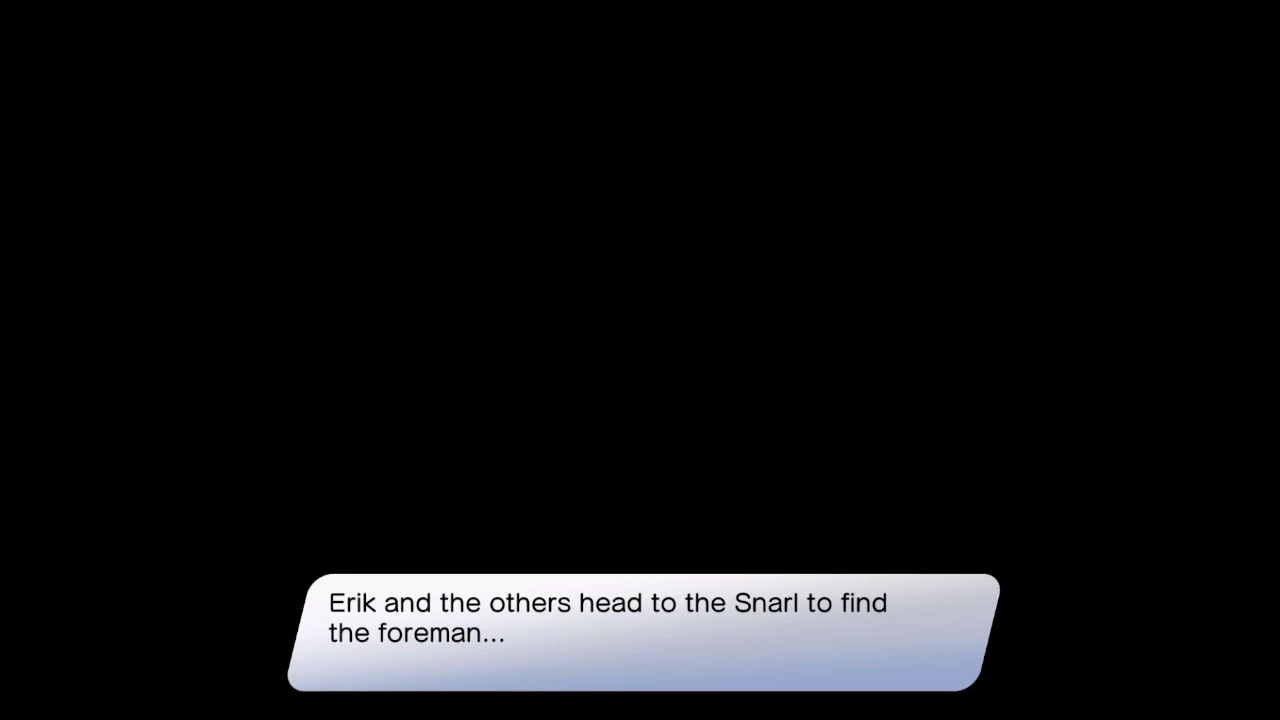 Erik and the others head to the Snarl to find
the foreman...